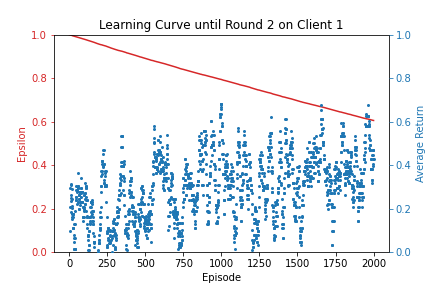 Learning Curve until Round 2 on Client 1
1.0 1.0
0.8 0.8
0.6 0.6
0.4 0.4
0.2 0.2
0.0 0.0
Epsilon
Average Return
0 250 500 750 1000 1250 1500 1750 2000
Episode